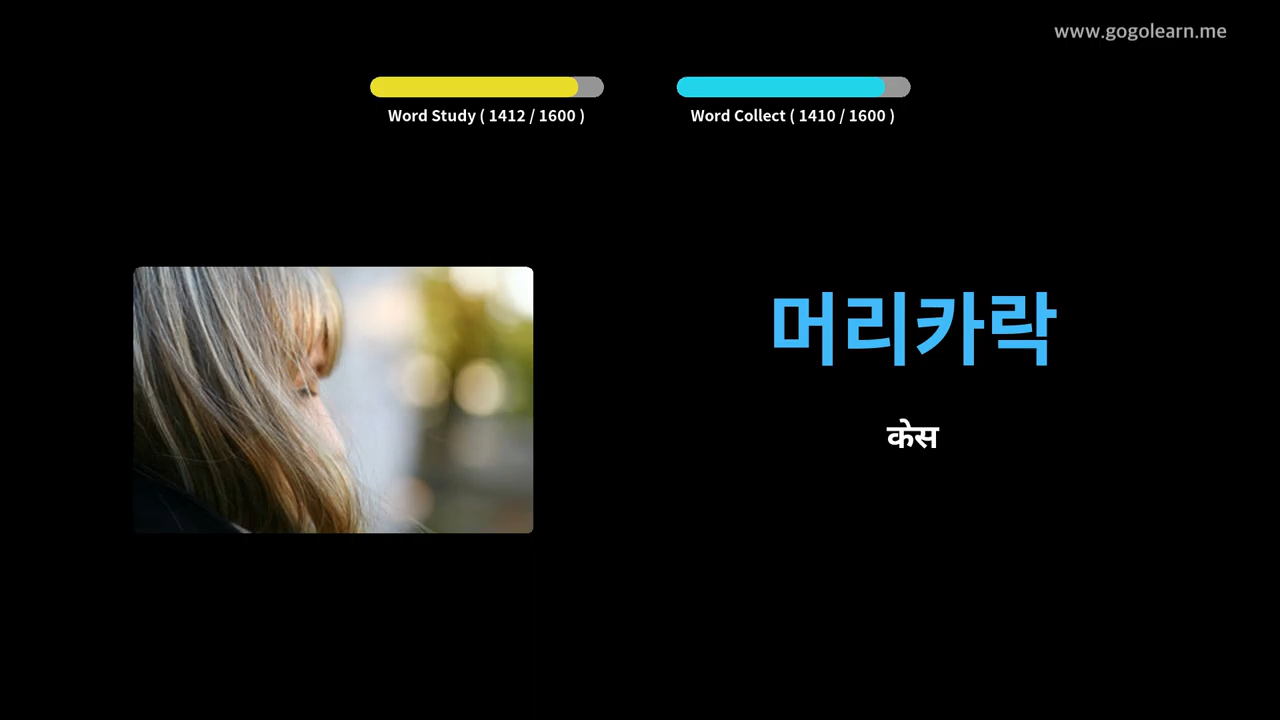 www.gogolearn.me
Word Study ( 1412 / 1600 )
Word Collect ( 1410 / 1600 )
머리카락
केस